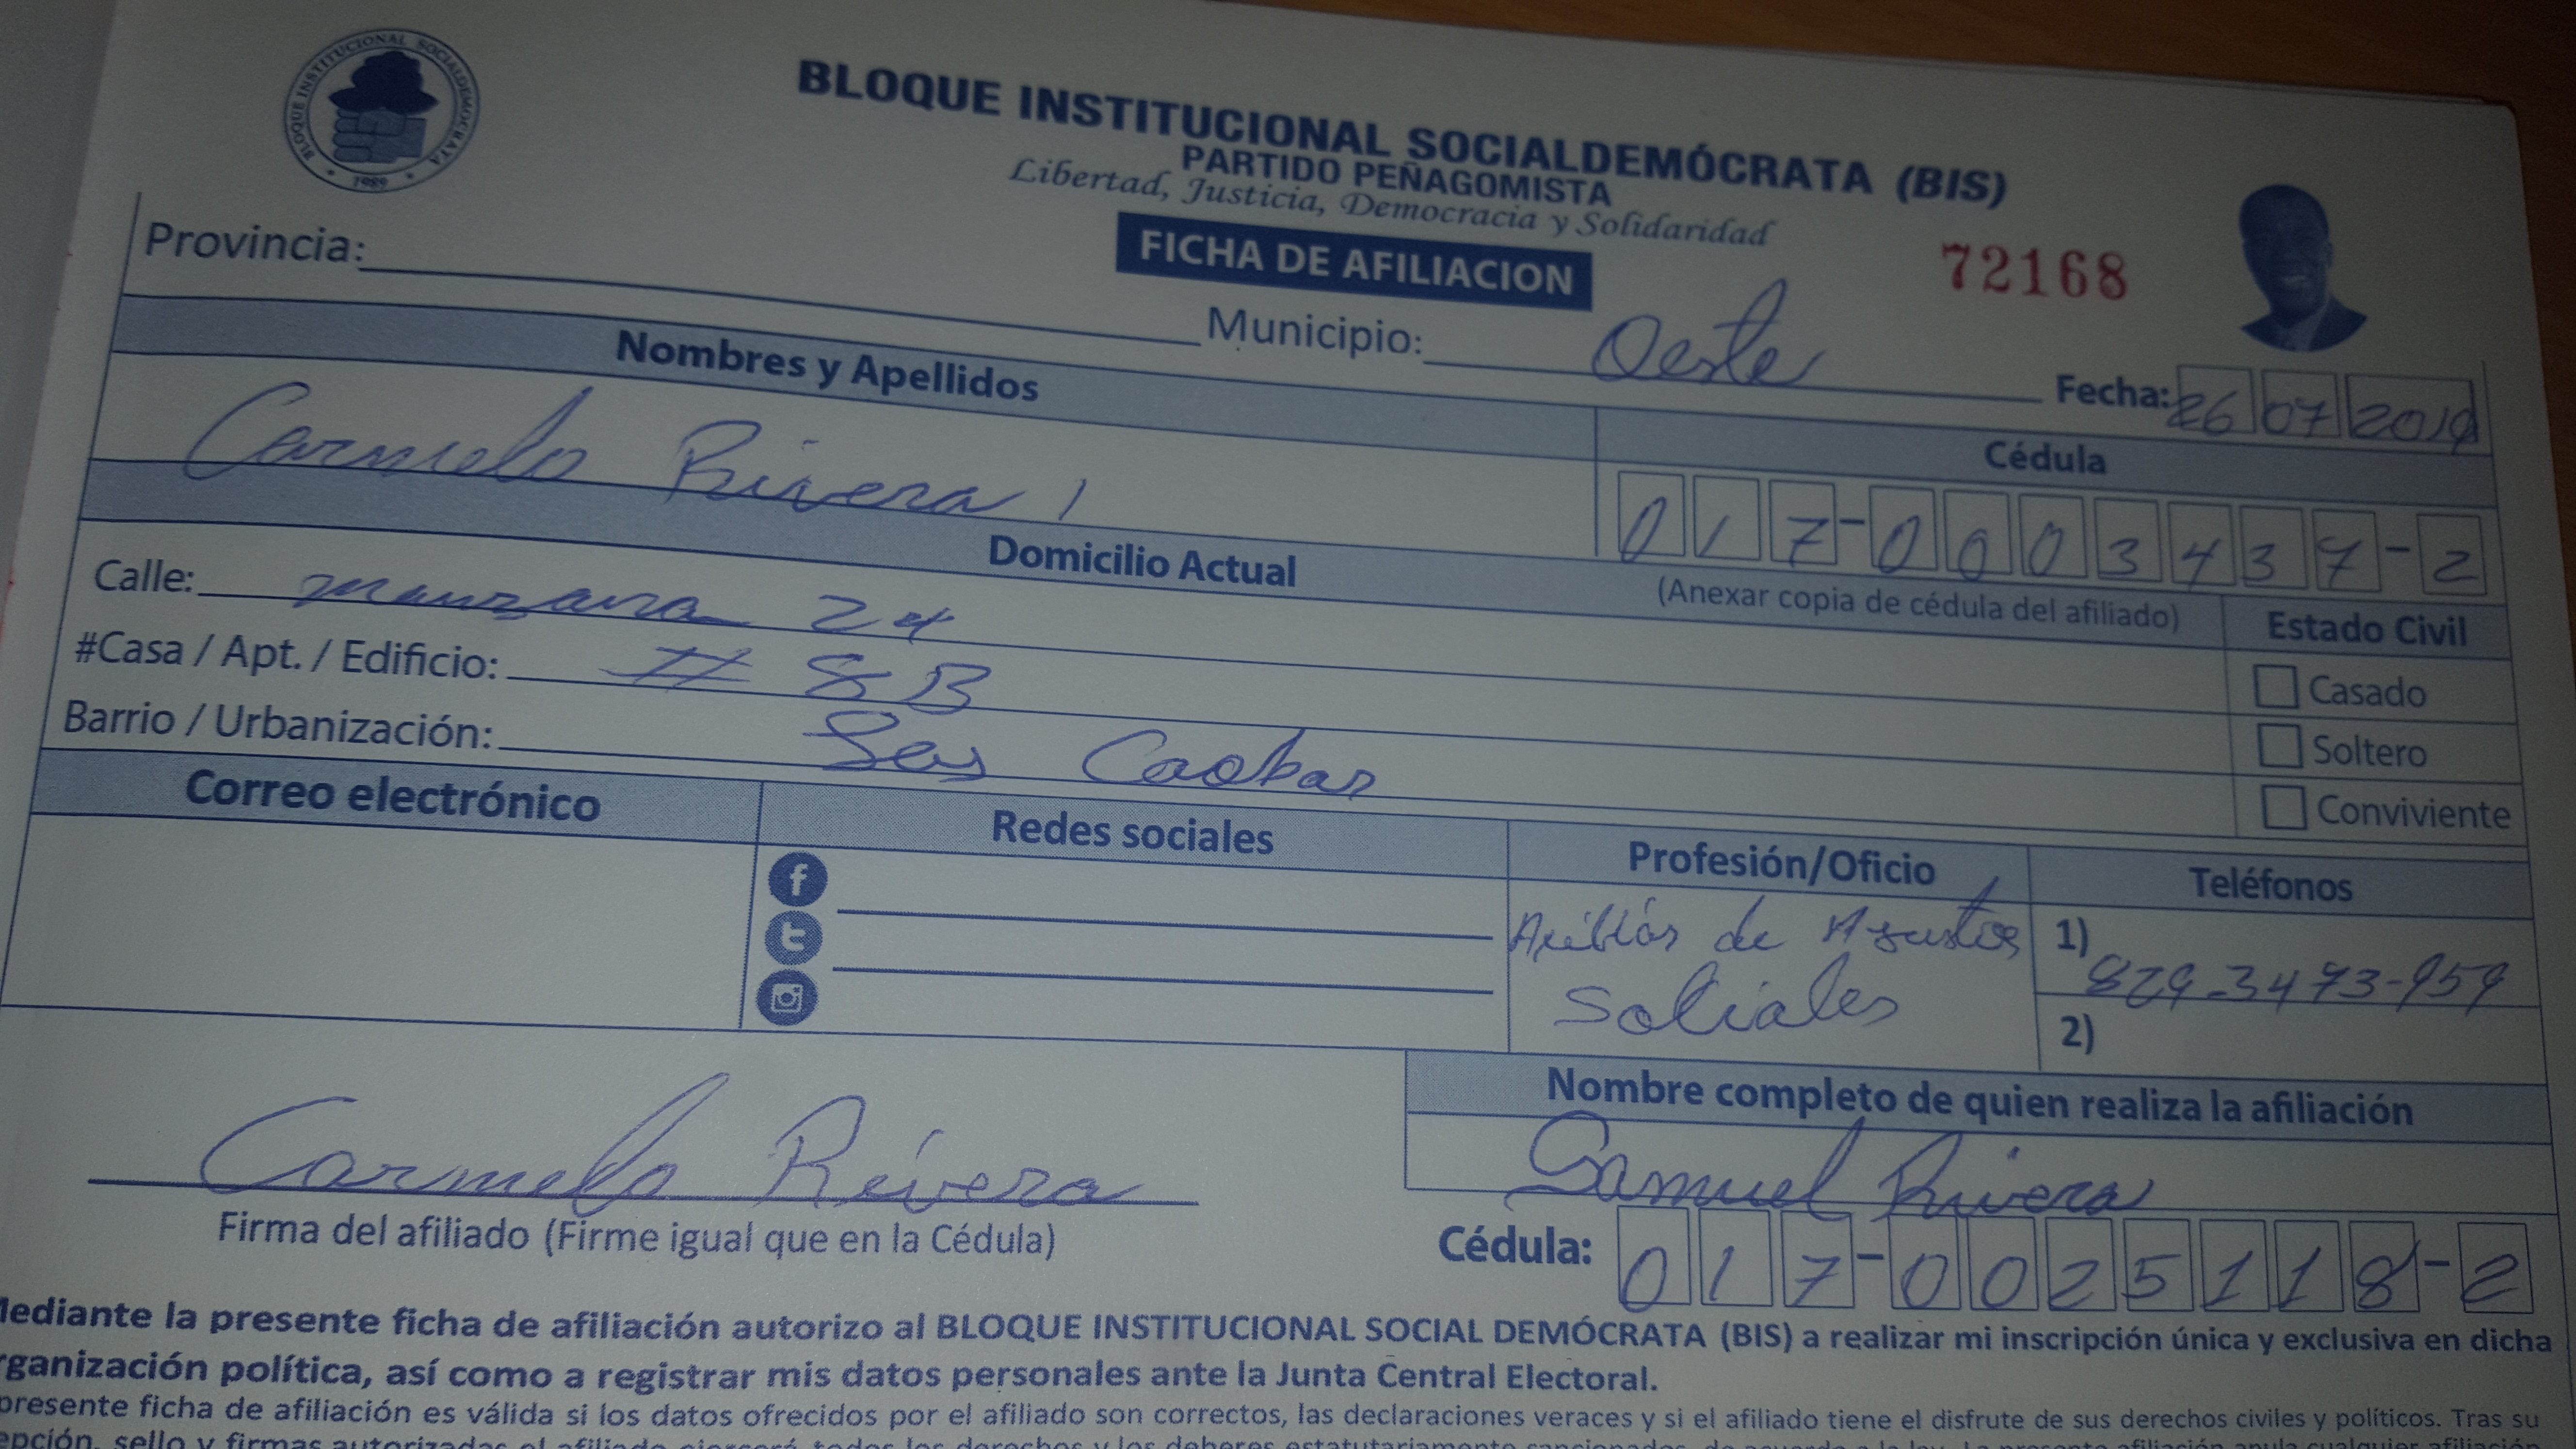 BLOQUE INSTITUCIONAL SOCIALDEMOCRATA
1989
BLOQUE INSTITUCIONAL SOCIALDEMÓCRATA (BIS)
PARTIDO PEÑAGOMISTA
Libertad, Justicia, Democracia y Solidaridad
FICHA DE AFILIACION
72168
Provincia:
Municipio: Oeste
Fecha: 26 07 2019
Nombres y Apellidos
Cédula
Carmelo Rivera
017-0003437-2
(Anexar copia de cédula del afiliado)
Domicilio Actual
Estado Civil
Calle: manzana 24
Casado
#Casa / Apt. / Edificio: # 8B
Soltero
Barrio / Urbanización: Las Caobas
Conviviente
Correo electrónico
Redes sociales
Profesión/Oficio
Teléfonos
de Asuntos
Sociales
1) 829-3473-959
2)
Nombre completo de quien realiza la afiliación
Samuel Rivera
Carmelo Rivera
Firma del afiliado (Firme igual que en la Cédula)
Cédula: 017-0025118-2
Mediante la presente ficha de afiliación autorizo al BLOQUE INSTITUCIONAL SOCIAL DEMÓCRATA (BIS) a realizar mi inscripción única y exclusiva en dicha
rganización política, así como a registrar mis datos personales ante la Junta Central Electoral.
presente ficha de afiliación es válida si los datos ofrecidos por el afiliado son correctos, las declaraciones veraces y si el afiliado tiene el disfrute de sus derechos civiles y políticos. Tras su